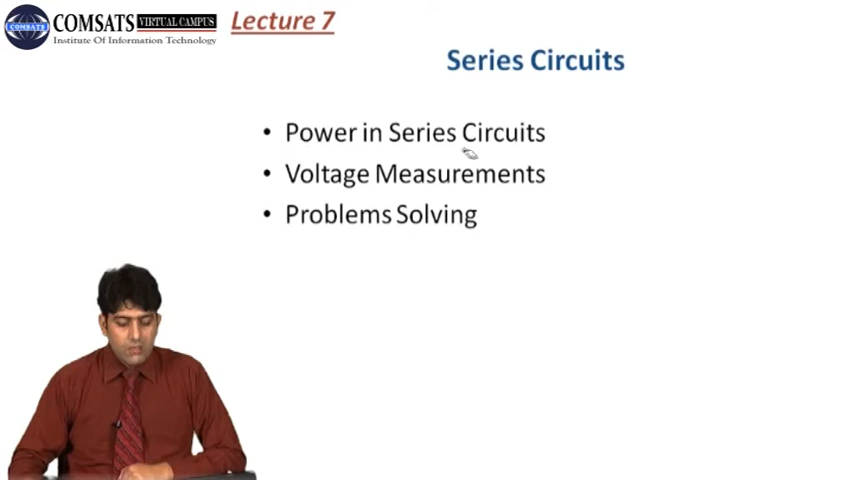 COMSATS VIRTUAL CAMPUS
Institute Of Information Technology
COMSATS
Lecture 7
Series Circuits
• Power in Series Circuits
• Voltage Measurements
• Problems Solving